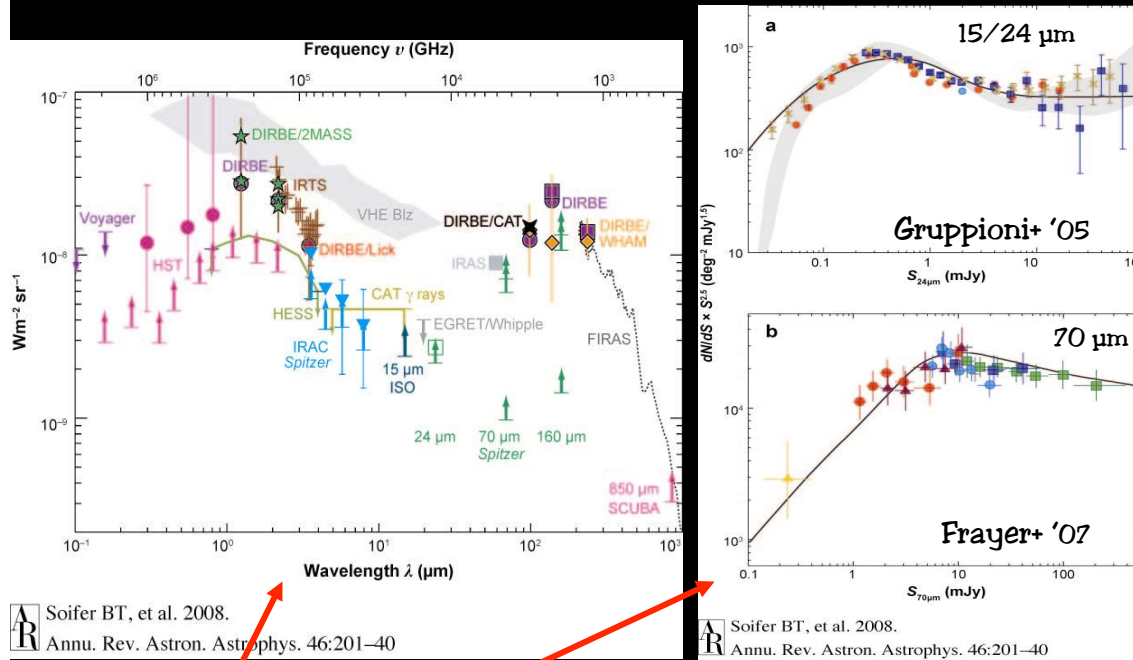 Frequency ν (GHz)
10⁶ 10⁵ 10⁴ 10³
10⁻⁷
10⁻⁸
10⁻⁹
Wm⁻² sr⁻¹
DIRBE/2MASS
DIRBE
IRTS
VHE Blz
DIRBE/CAT
DIRBE
DIRBE/
WHAM
Voyager
HST
DIRBE/Lick
IRAS
CAT γ rays
HESS
EGRET/Whipple
IRAC
Spitzer
15 µm
ISO
FIRAS
24 µm
70 µm
Spitzer
160 µm
850 µm
SCUBA
10⁻¹ 10⁰ 10¹ 10² 10³
Wavelength λ (µm)
AR
Soifer BT, et al. 2008.
Annu. Rev. Astron. Astrophys. 46:201–40
a
15/24 µm
10³
10²
10
Gruppioni+ '05
0.1 1 10 100
S24µm (mJy)
dN/dS × S²·⁵ (deg⁻² mJy¹·⁵)
b
70 µm
10⁴
10³
Frayer+ '07
0.1 1 10 100
S70µm (mJy)
AR
Soifer BT, et al. 2008.
Annu. Rev. Astron. Astrophys. 46:201–40